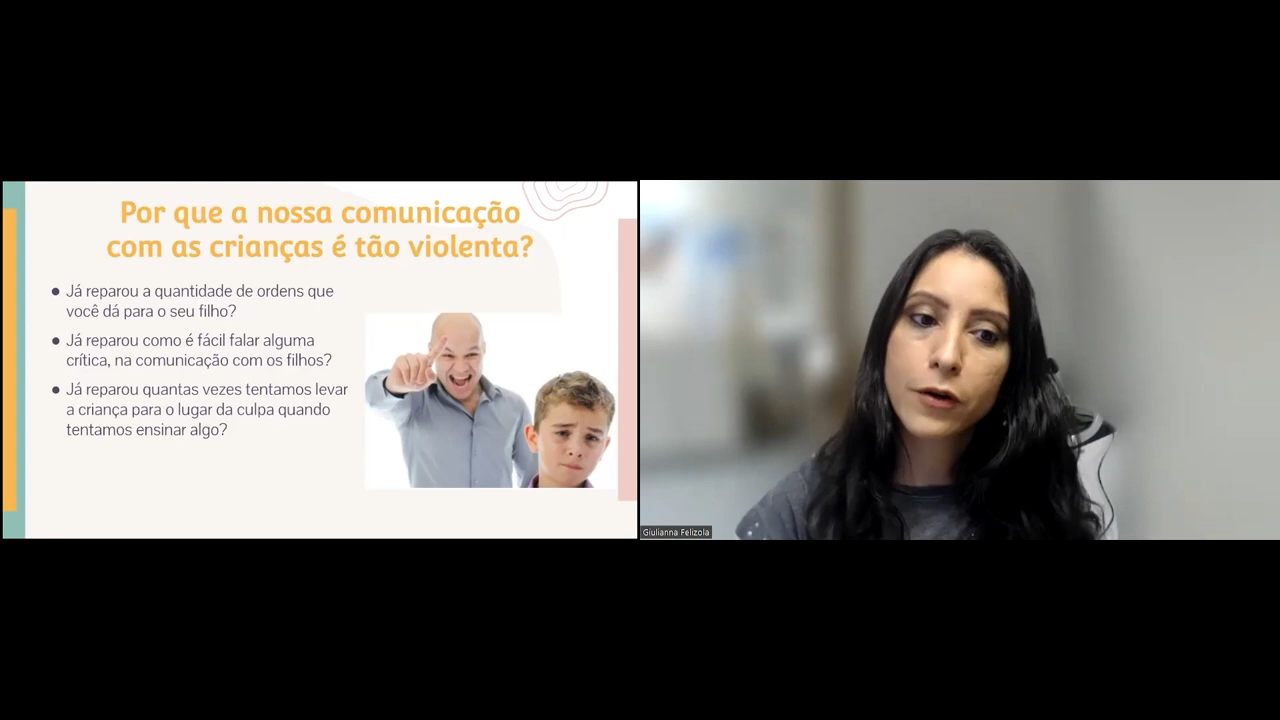 Por que a nossa comunicação
com as crianças é tão violenta?
● Já reparou a quantidade de ordens que
você dá para o seu filho?
● Já reparou como é fácil falar alguma
crítica, na comunicação com os filhos?
● Já reparou quantas vezes tentamos levar
a criança para o lugar da culpa quando
tentamos ensinar algo?
Giulianna Felizola